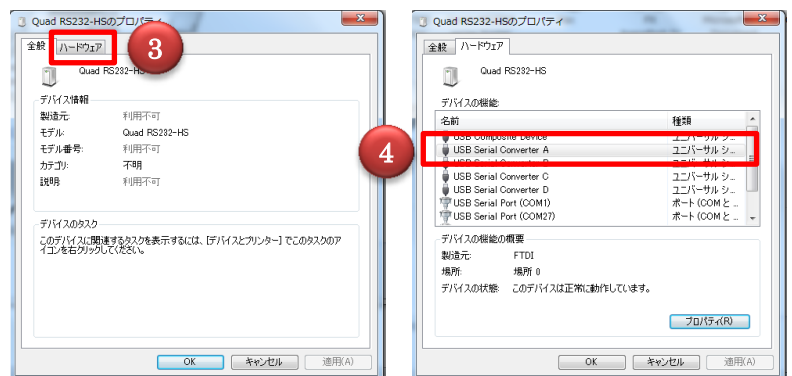 Quad RS232-HSのプロパティ
全般
ハードウェア
3
Quad RS232-HS
デバイス情報
製造元: 利用不可
モデル: Quad RS232-HS
モデル番号: 利用不可
カテゴリ: 不明
説明: 利用不可
デバイスのタスク
このデバイスに関連するタスクを表示するには、[デバイスとプリンター] でこのタスクのア
イコンを右クリックしてください。
OK キャンセル 適用(A)
Quad RS232-HSのプロパティ
全般 ハードウェア
Quad RS232-HS
デバイスの機能:
名前 種類
USB Composite Device ユニバーサル シ...
4
USB Serial Converter A ユニバーサル シ...
USB Serial Converter B ユニバーサル シ...
USB Serial Converter C ユニバーサル シ...
USB Serial Converter D ユニバーサル シ...
USB Serial Port (COM1) ポート (COM と ...
USB Serial Port (COM27) ポート (COM と ...
デバイスの機能の概要
製造元: FTDI
場所: 場所 0
デバイスの状態: このデバイスは正常に動作しています。
プロパティ(R)
OK キャンセル 適用(A)